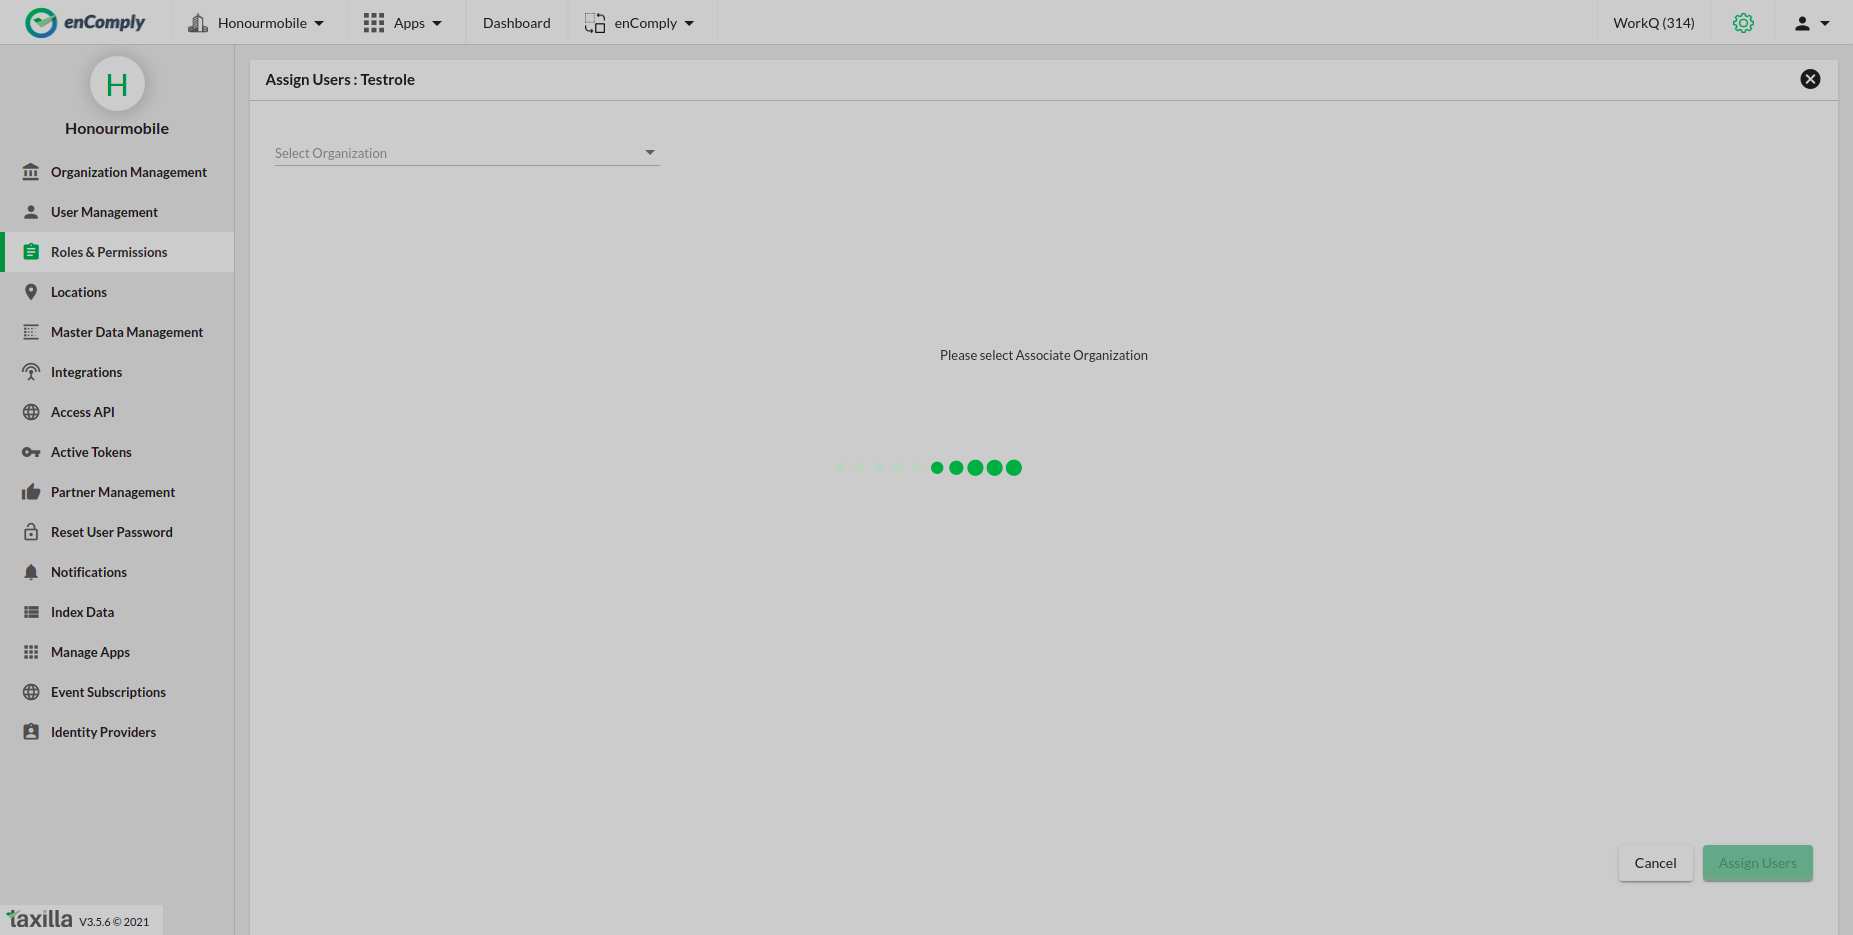 enComply
Honourmobile
Apps
Dashboard
enComply
WorkQ (314)
H
Honourmobile
Organization Management
User Management
Roles & Permissions
Locations
Master Data Management
Integrations
Access API
Active Tokens
Partner Management
Reset User Password
Notifications
Index Data
Manage Apps
Event Subscriptions
Identity Providers
taxilla V3.5.6 © 2021
Assign Users : Testrole
Select Organization
Please select Associate Organization
Cancel
Assign Users